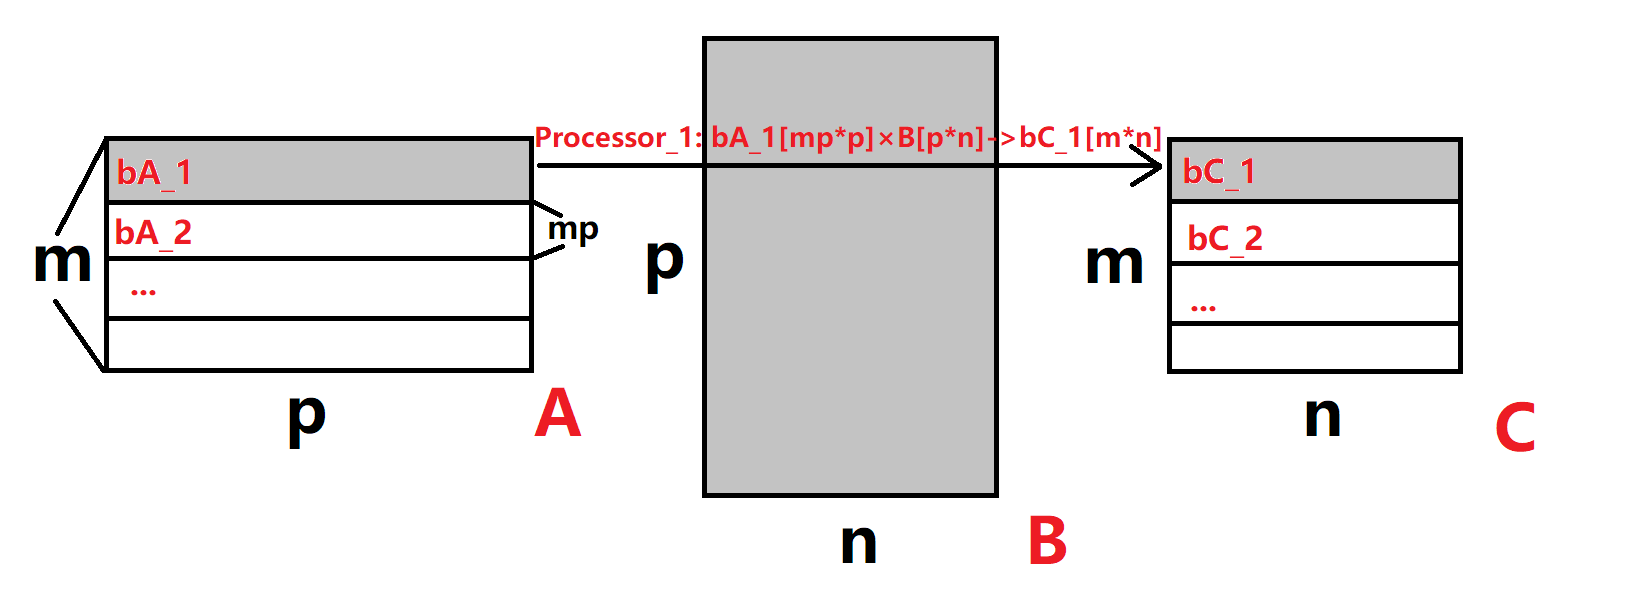 Processor_1: bA_1[mp*p]×B[p*n]->bC_1[m*n]
bA_1
bC_1
bA_2
mp
bC_2
m
p
m
...
...
p
A
n
C
n
B